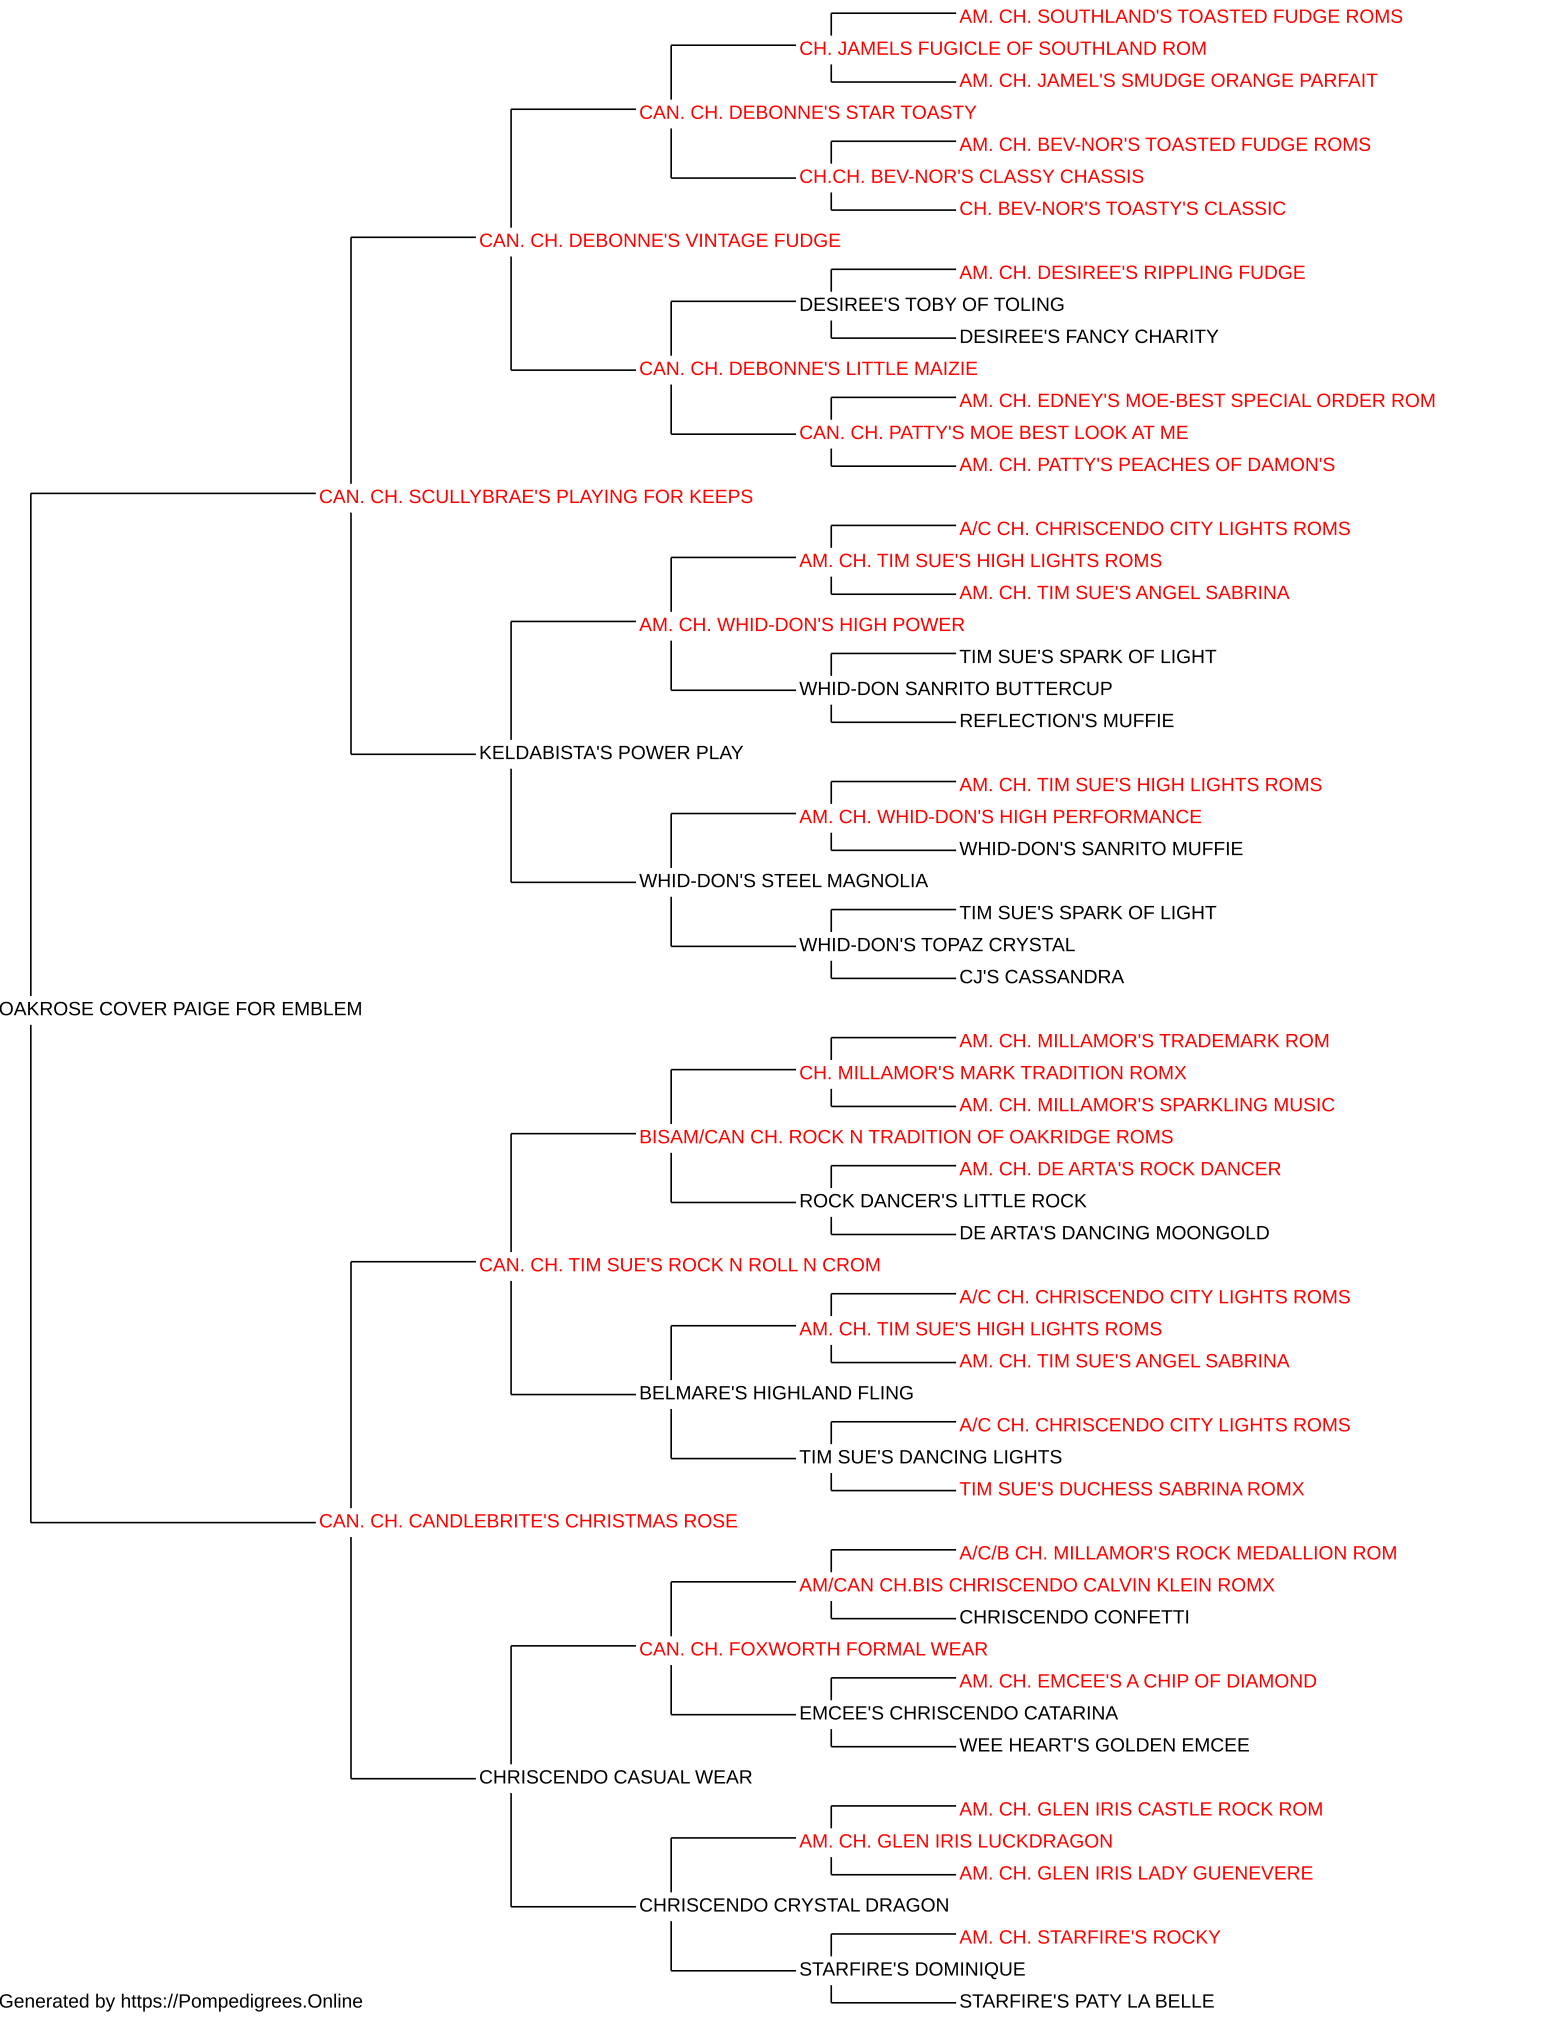 AM. CH. SOUTHLAND'S TOASTED FUDGE ROMS
CH. JAMELS FUGICLE OF SOUTHLAND ROM
AM. CH. JAMEL'S SMUDGE ORANGE PARFAIT
CAN. CH. DEBONNE'S STAR TOASTY
AM. CH. BEV-NOR'S TOASTED FUDGE ROMS
CH.CH. BEV-NOR'S CLASSY CHASSIS
CH. BEV-NOR'S TOASTY'S CLASSIC
CAN. CH. DEBONNE'S VINTAGE FUDGE
AM. CH. DESIREE'S RIPPLING FUDGE
DESIREE'S TOBY OF TOLING
DESIREE'S FANCY CHARITY
CAN. CH. DEBONNE'S LITTLE MAIZIE
AM. CH. EDNEY'S MOE-BEST SPECIAL ORDER ROM
CAN. CH. PATTY'S MOE BEST LOOK AT ME
AM. CH. PATTY'S PEACHES OF DAMON'S
CAN. CH. SCULLYBRAE'S PLAYING FOR KEEPS
A/C CH. CHRISCENDO CITY LIGHTS ROMS
AM. CH. TIM SUE'S HIGH LIGHTS ROMS
AM. CH. TIM SUE'S ANGEL SABRINA
AM. CH. WHID-DON'S HIGH POWER
TIM SUE'S SPARK OF LIGHT
WHID-DON SANRITO BUTTERCUP
REFLECTION'S MUFFIE
KELDABISTA'S POWER PLAY
AM. CH. TIM SUE'S HIGH LIGHTS ROMS
AM. CH. WHID-DON'S HIGH PERFORMANCE
WHID-DON'S SANRITO MUFFIE
WHID-DON'S STEEL MAGNOLIA
TIM SUE'S SPARK OF LIGHT
WHID-DON'S TOPAZ CRYSTAL
CJ'S CASSANDRA
OAKROSE COVER PAIGE FOR EMBLEM
AM. CH. MILLAMOR'S TRADEMARK ROM
CH. MILLAMOR'S MARK TRADITION ROMX
AM. CH. MILLAMOR'S SPARKLING MUSIC
BISAM/CAN CH. ROCK N TRADITION OF OAKRIDGE ROMS
AM. CH. DE ARTA'S ROCK DANCER
ROCK DANCER'S LITTLE ROCK
DE ARTA'S DANCING MOONGOLD
CAN. CH. TIM SUE'S ROCK N ROLL N CROM
A/C CH. CHRISCENDO CITY LIGHTS ROMS
AM. CH. TIM SUE'S HIGH LIGHTS ROMS
AM. CH. TIM SUE'S ANGEL SABRINA
BELMARE'S HIGHLAND FLING
A/C CH. CHRISCENDO CITY LIGHTS ROMS
TIM SUE'S DANCING LIGHTS
TIM SUE'S DUCHESS SABRINA ROMX
CAN. CH. CANDLEBRITE'S CHRISTMAS ROSE
A/C/B CH. MILLAMOR'S ROCK MEDALLION ROM
AM/CAN CH.BIS CHRISCENDO CALVIN KLEIN ROMX
CHRISCENDO CONFETTI
CAN. CH. FOXWORTH FORMAL WEAR
AM. CH. EMCEE'S A CHIP OF DIAMOND
EMCEE'S CHRISCENDO CATARINA
WEE HEART'S GOLDEN EMCEE
CHRISCENDO CASUAL WEAR
AM. CH. GLEN IRIS CASTLE ROCK ROM
AM. CH. GLEN IRIS LUCKDRAGON
AM. CH. GLEN IRIS LADY GUENEVERE
CHRISCENDO CRYSTAL DRAGON
AM. CH. STARFIRE'S ROCKY
STARFIRE'S DOMINIQUE
STARFIRE'S PATY LA BELLE
Generated by https://Pompedigrees.Online